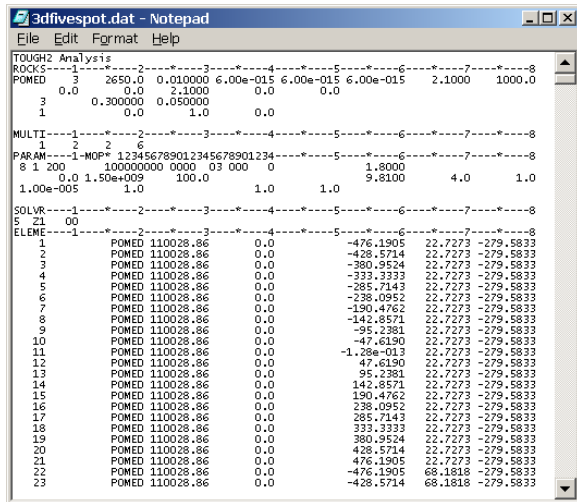 3dfivespot.dat - Notepad
File Edit Format Help
TOUGH2 Analysis
ROCKS----1----*----2----*----3----*----4----*----5----*----6----*----7----*----8
POMED    3    2650.0  0.010000 6.00e-015 6.00e-015 6.00e-015    2.1000    1000.0
       0.0       0.0    2.1000       0.0       0.0
    3           0.300000  0.050000
    1                0.0       1.0       0.0
MULTI----1----*----2----*----3----*----4----*----5----*----6----*----7----*----8
    1    2    2    6
PARAM----1-MOP* 123456789012345678901234----*----5----*----6----*----7----*----8
 8 1 200      100000000 0000  03 000   0              1.8000
       0.0 1.50e+009     100.0                        9.8100       4.0       1.0
 1.00e-005       1.0                 1.0       1.0
SOLVR----1----*----2----*----3----*----4----*----5----*----6----*----7----*----8
5  Z1   O0
ELEME----1----*----2----*----3----*----4----*----5----*----6----*----7----*----8
    1          POMED 110028.86       0.0           -476.1905   22.7273 -279.5833
    2          POMED 110028.86       0.0           -428.5714   22.7273 -279.5833
    3          POMED 110028.86       0.0           -380.9524   22.7273 -279.5833
    4          POMED 110028.86       0.0           -333.3333   22.7273 -279.5833
    5          POMED 110028.86       0.0           -285.7143   22.7273 -279.5833
    6          POMED 110028.86       0.0           -238.0952   22.7273 -279.5833
    7          POMED 110028.86       0.0           -190.4762   22.7273 -279.5833
    8          POMED 110028.86       0.0           -142.8571   22.7273 -279.5833
    9          POMED 110028.86       0.0            -95.2381   22.7273 -279.5833
   10          POMED 110028.86       0.0            -47.6190   22.7273 -279.5833
   11          POMED 110028.86       0.0           -1.28e-013   22.7273 -279.5833
   12          POMED 110028.86       0.0             47.6190   22.7273 -279.5833
   13          POMED 110028.86       0.0             95.2381   22.7273 -279.5833
   14          POMED 110028.86       0.0            142.8571   22.7273 -279.5833
   15          POMED 110028.86       0.0            190.4762   22.7273 -279.5833
   16          POMED 110028.86       0.0            238.0952   22.7273 -279.5833
   17          POMED 110028.86       0.0            285.7143   22.7273 -279.5833
   18          POMED 110028.86       0.0            333.3333   22.7273 -279.5833
   19          POMED 110028.86       0.0            380.9524   22.7273 -279.5833
   20          POMED 110028.86       0.0            428.5714   22.7273 -279.5833
   21          POMED 110028.86       0.0            476.1905   22.7273 -279.5833
   22          POMED 110028.86       0.0           -476.1905   68.1818 -279.5833
   23          POMED 110028.86       0.0           -428.5714   68.1818 -279.5833